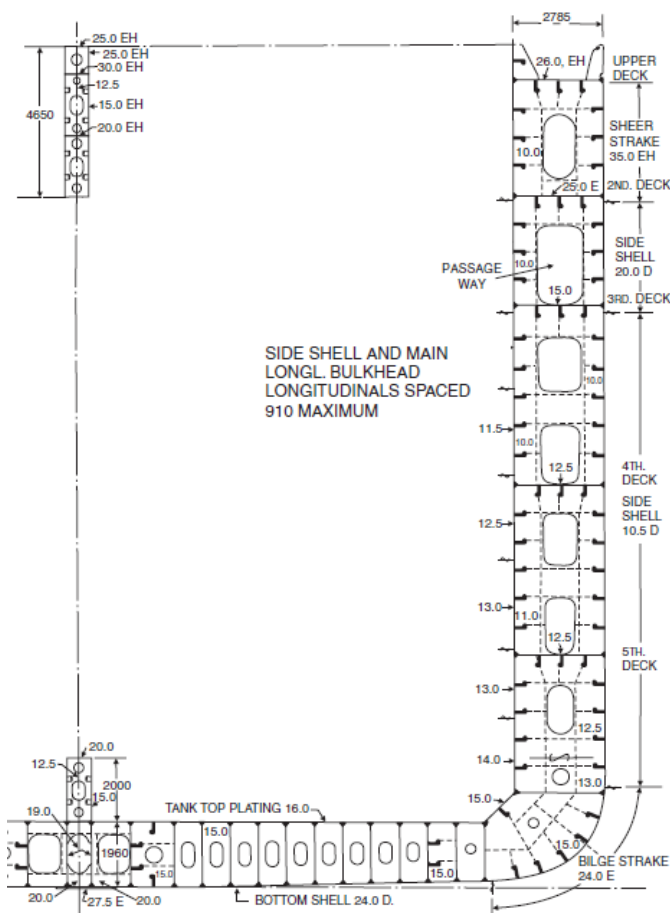 2785
25.0 EH
25.0 EH
30.0 EH
12.5
15.0 EH
20.0 EH
4650
26.0, EH
UPPER
DECK
SHEER
STRAKE
35.0 EH
10.0
25.0 E
2ND. DECK
SIDE
SHELL
20.0 D
10.0
PASSAGE
WAY
15.0
3RD. DECK
SIDE SHELL AND MAIN
LONGL. BULKHEAD
LONGITUDINALS SPACED
910 MAXIMUM
10.0
11.5
10.0
12.5
4TH.
DECK
SIDE
SHELL
10.5 D
12.5
13.0
11.0
12.5
5TH.
DECK
13.0
12.5
14.0
13.0
20.0
12.5
15.0
2000
TANK TOP PLATING 16.0
15.0
19.0
1960
15.0
15.0
15.0
15.0
BILGE STRAKE
24.0 E
20.0
27.5 E
20.0
BOTTOM SHELL 24.0 D.